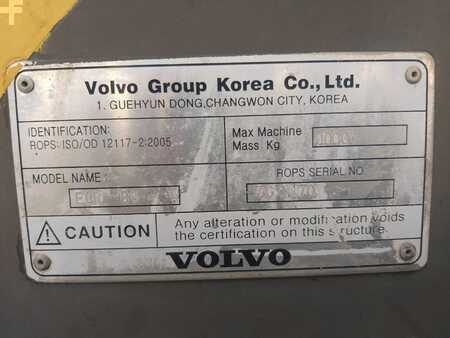 Volvo Group Korea Co.,Ltd.
1. GUEHYUN DONG,CHANGWON CITY, KOREA
IDENTIFICATION:
ROPS: ISO/OD 12117-2:2005
Max Machine
Mass Kg
MODEL NAME :
ROPS SERIAL NO.
CAUTION
Any alteration or modification voids
the certification on this structure.
VOLVO